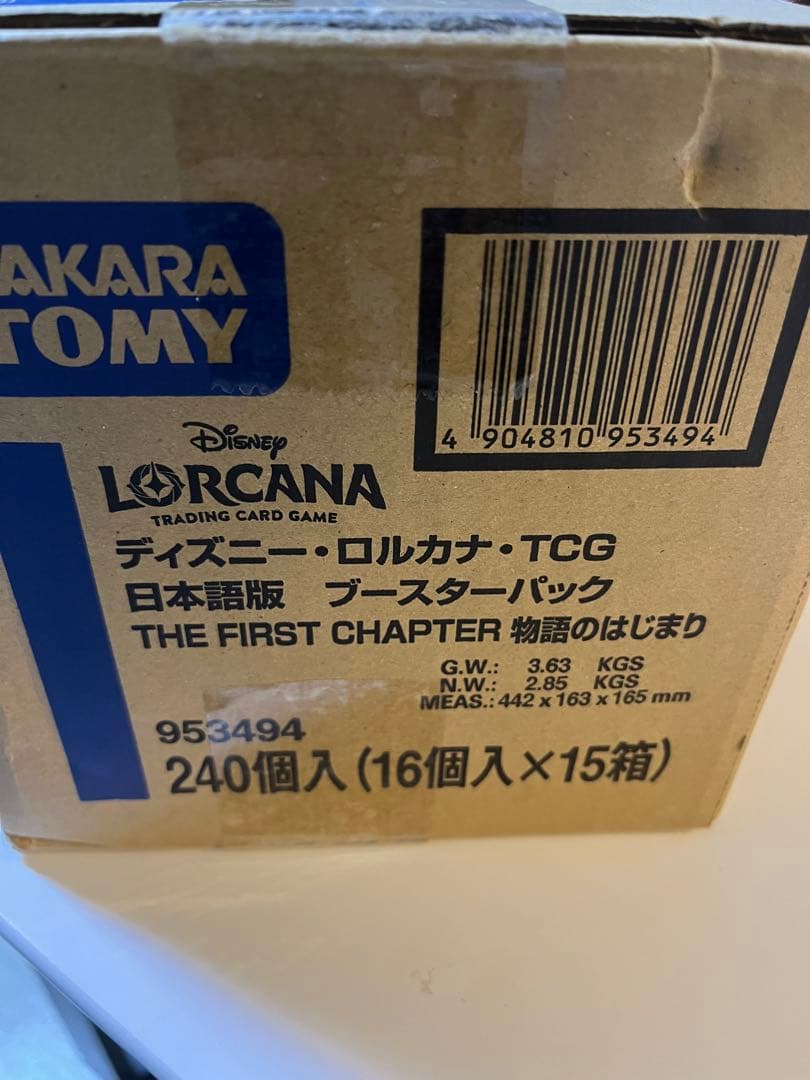 AKARA
TOMY
4 904810 953494
Disney
LORCANA
TRADING CARD GAME
ディズニー・ロルカナ・TCG
日本語版 ブースターパック
THE FIRST CHAPTER 物語のはじまり
G.W.: 3.63 KGS
N.W.: 2.85 KGS
MEAS.: 442 x 163 x 165 mm
953494
240個入(16個入×15箱)